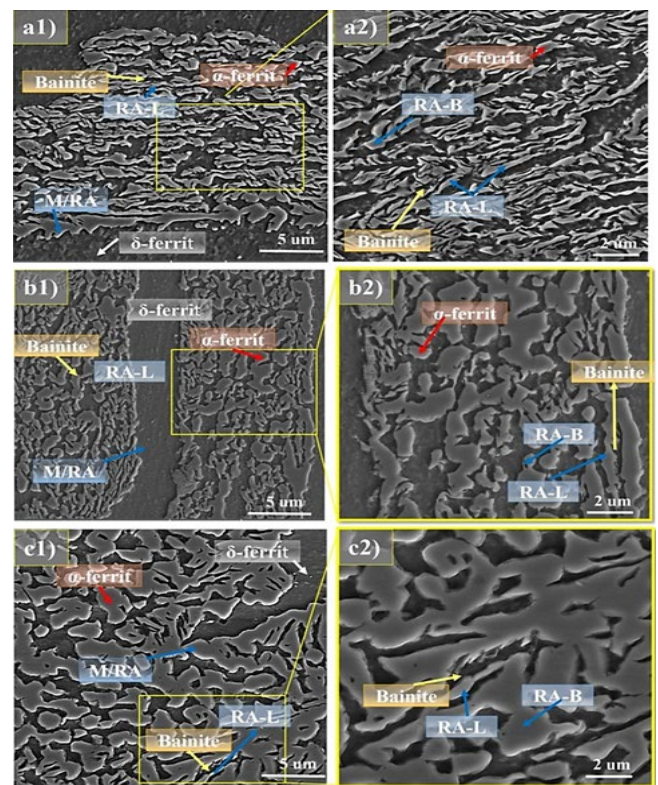 a1)
Bainite
α-ferrit
RA-L
M/RA
δ-ferrit
5 um
a2)
α-ferrit
RA-B
RA-L
Bainite
2 um
b1)
δ-ferrit
Bainite
α-ferrit
RA-L
M/RA
5 um
b2)
α-ferrit
Bainite
RA-B
RA-L
2 um
c1)
δ-ferrit
α-ferrit
M/RA
RA-L
Bainite
5 um
c2)
Bainite
RA-L
RA-B
2 um